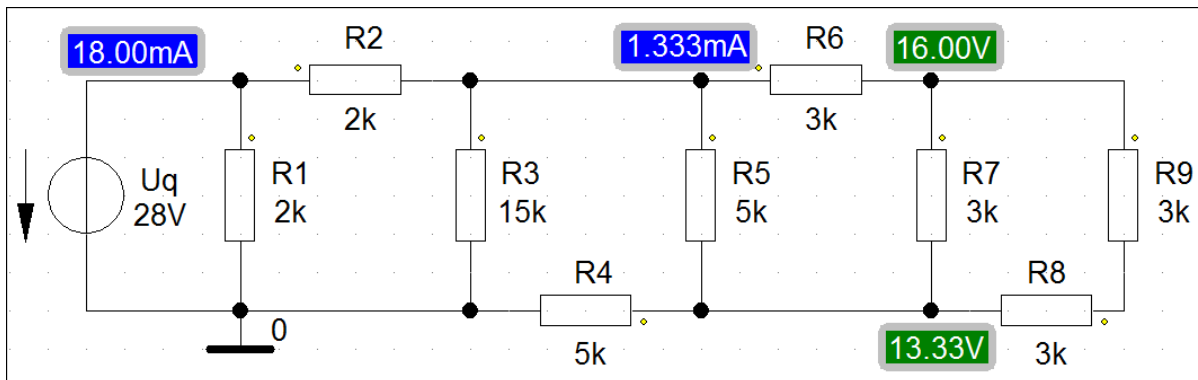 R2
18.00mA
1.333mA
R6
16.00V
2k
3k
Uq
28V
R1
2k
R3
15k
R5
5k
R7
3k
R9
3k
R4
R8
0
5k
13.33V
3k